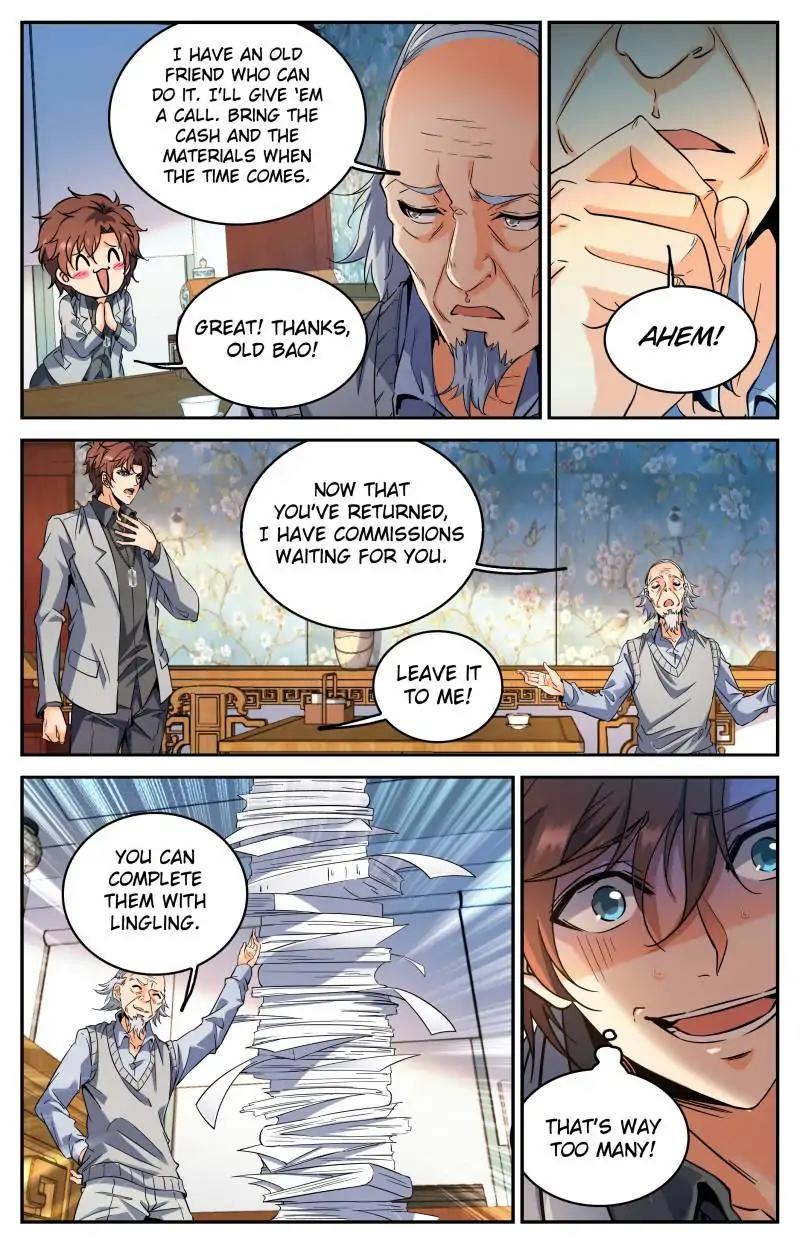 I HAVE AN OLD
FRIEND WHO CAN
DO IT. I'LL GIVE 'EM
A CALL. BRING THE
CASH AND THE
MATERIALS WHEN
THE TIME COMES.
GREAT! THANKS,
OLD BAO!
AHEM!
NOW THAT
YOU'VE RETURNED,
I HAVE COMMISSIONS
WAITING FOR YOU.
LEAVE IT
TO ME!
YOU CAN
COMPLETE
THEM WITH
LINGLING.
THAT'S WAY
TOO MANY!